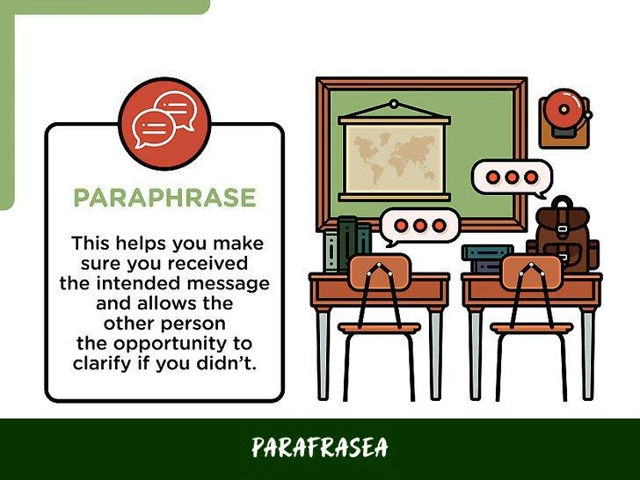 PARAPHRASE
This helps you make
sure you received
the intended message
and allows the
other person
the opportunity to
clarify if you didn't.
PARAFRASEA